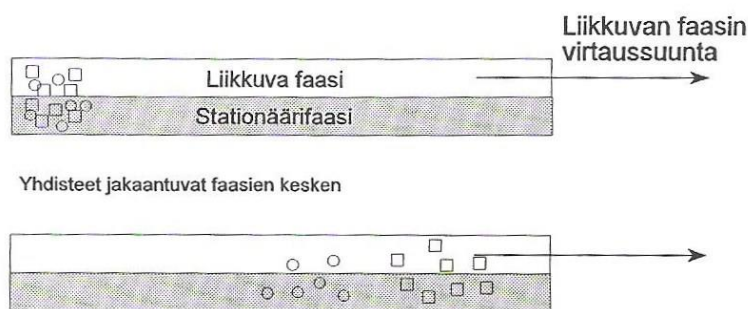 Liikkuvan faasin
virtaussuunta
Liikkuva faasi
Stationäärifaasi
Yhdisteet jakaantuvat faasien kesken